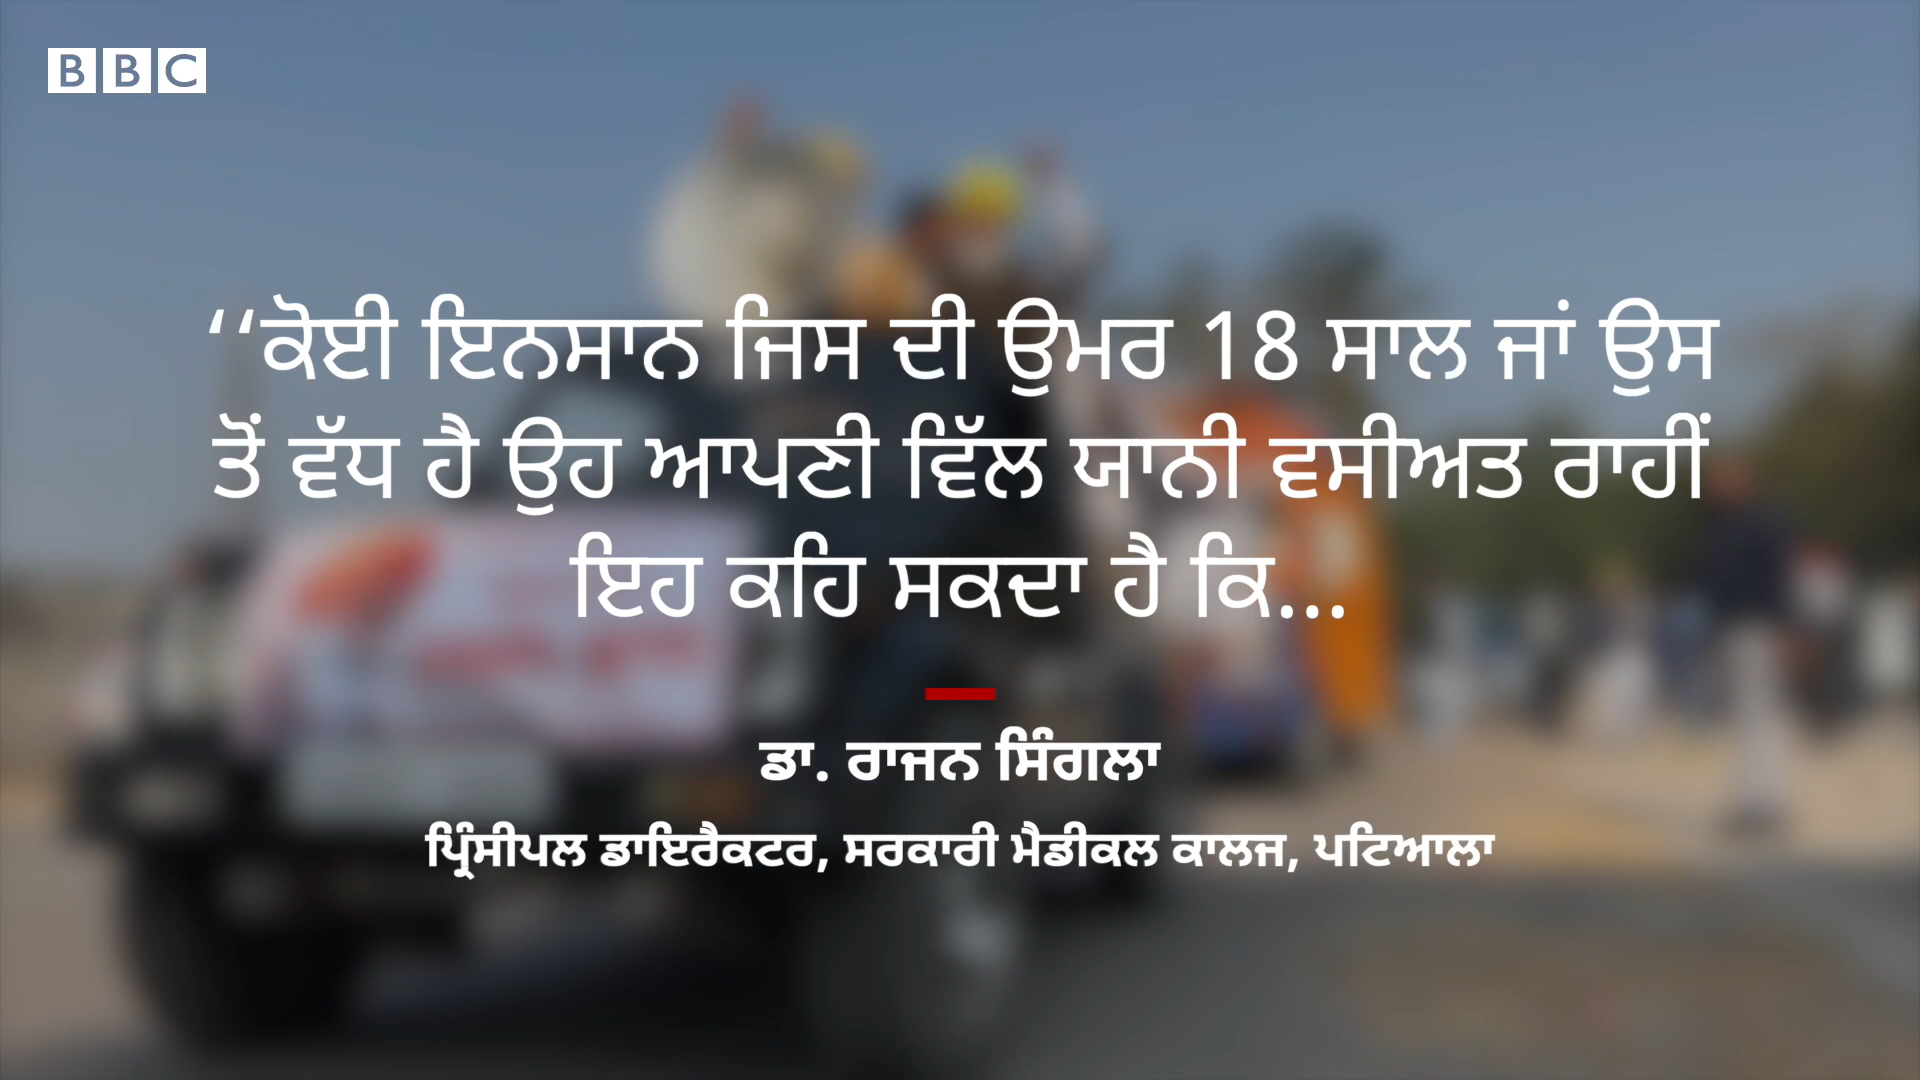 BBC
‘‘ਕੋਈ ਇਨਸਾਨ ਜਿਸ ਦੀ ਉਮਰ 18 ਸਾਲ ਜਾਂ ਉਸ
ਤੋਂ ਵੱਧ ਹੈ ਉਹ ਆਪਣੀ ਵਿੱਲ ਯਾਨੀ ਵਸੀਅਤ ਰਾਹੀਂ
ਇਹ ਕਹਿ ਸਕਦਾ ਹੈ ਕਿ...
ਡਾ. ਰਾਜਨ ਸਿੰਗਲਾ
ਪ੍ਰਿੰਸੀਪਲ ਡਾਇਰੈਕਟਰ, ਸਰਕਾਰੀ ਮੈਡੀਕਲ ਕਾਲਜ, ਪਟਿਆਲਾ